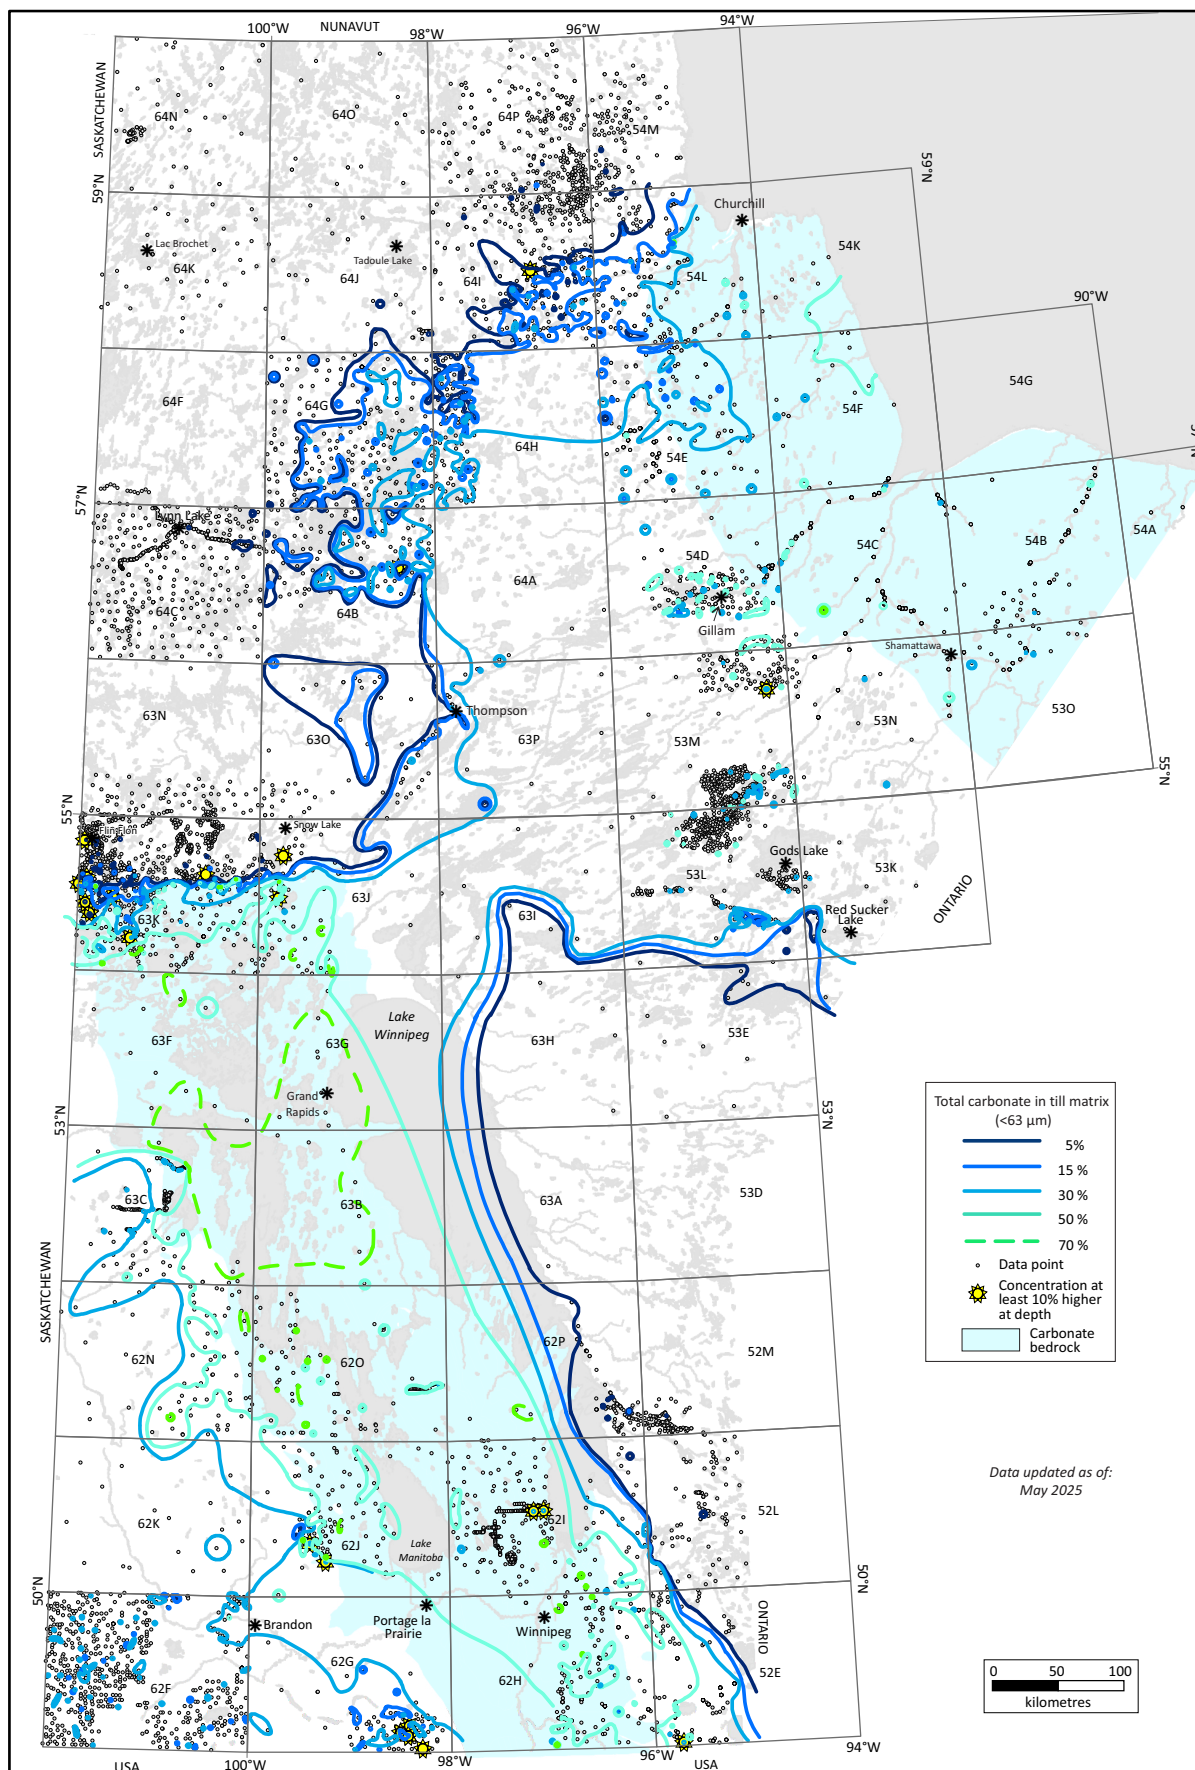 100°W
NUNAVUT
98°W
96°W
94°W
SASKATCHEWAN
64N
64O
64P
54M
59°N
59°N
Churchill
Lac Brochet
64K
Tadoule Lake
64J
64I
54L
54K
90°W
64F
64G
64H
54E
54F
54G
57°N
Lynn Lake
64C
64B
64A
54D
Gillam
54C
54B
54A
Shamattawa
63N
63O
Thompson
63P
53M
53N
53O
55°N
55°N
Flin Flon
Snow Lake
63K
63J
63I
53L
Gods Lake
53K
Red Sucker
Lake
ONTARIO
Lake
Winnipeg
63F
63G
63H
53E
Grand
Rapids
53°N
53°N
63C
63B
63A
53D
Total carbonate in till matrix
(<63 µm)
5%
15 %
30 %
50 %
70 %
Data point
Concentration at
least 10% higher
at depth
Carbonate
bedrock
SASKATCHEWAN
62N
62O
62P
52M
Data updated as of:
May 2025
62K
62J
Lake
Manitoba
62I
52L
50°N
50°N
Brandon
Portage la
Prairie
Winnipeg
ONTARIO
62F
62G
62H
52E
0 50 100
kilometres
USA
100°W
98°W
96°W
USA
94°W